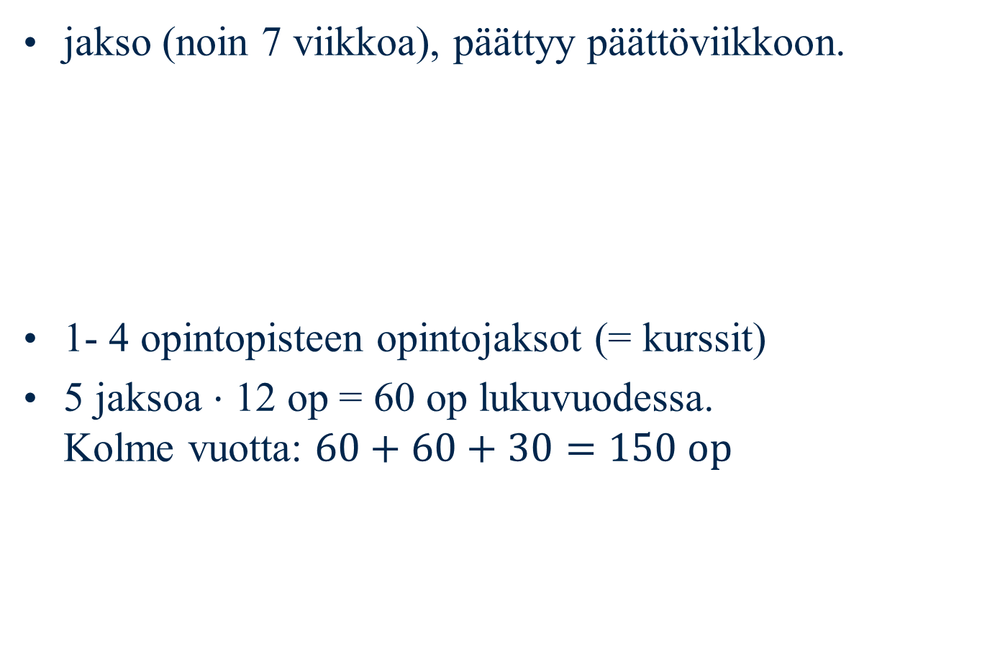 • jakso (noin 7 viikkoa), päättyy päättöviikkoon.
• 1- 4 opintopisteen opintojaksot (= kurssit)
• 5 jaksoa · 12 op = 60 op lukuvuodessa.
Kolme vuotta: 60 + 60 + 30 = 150 op